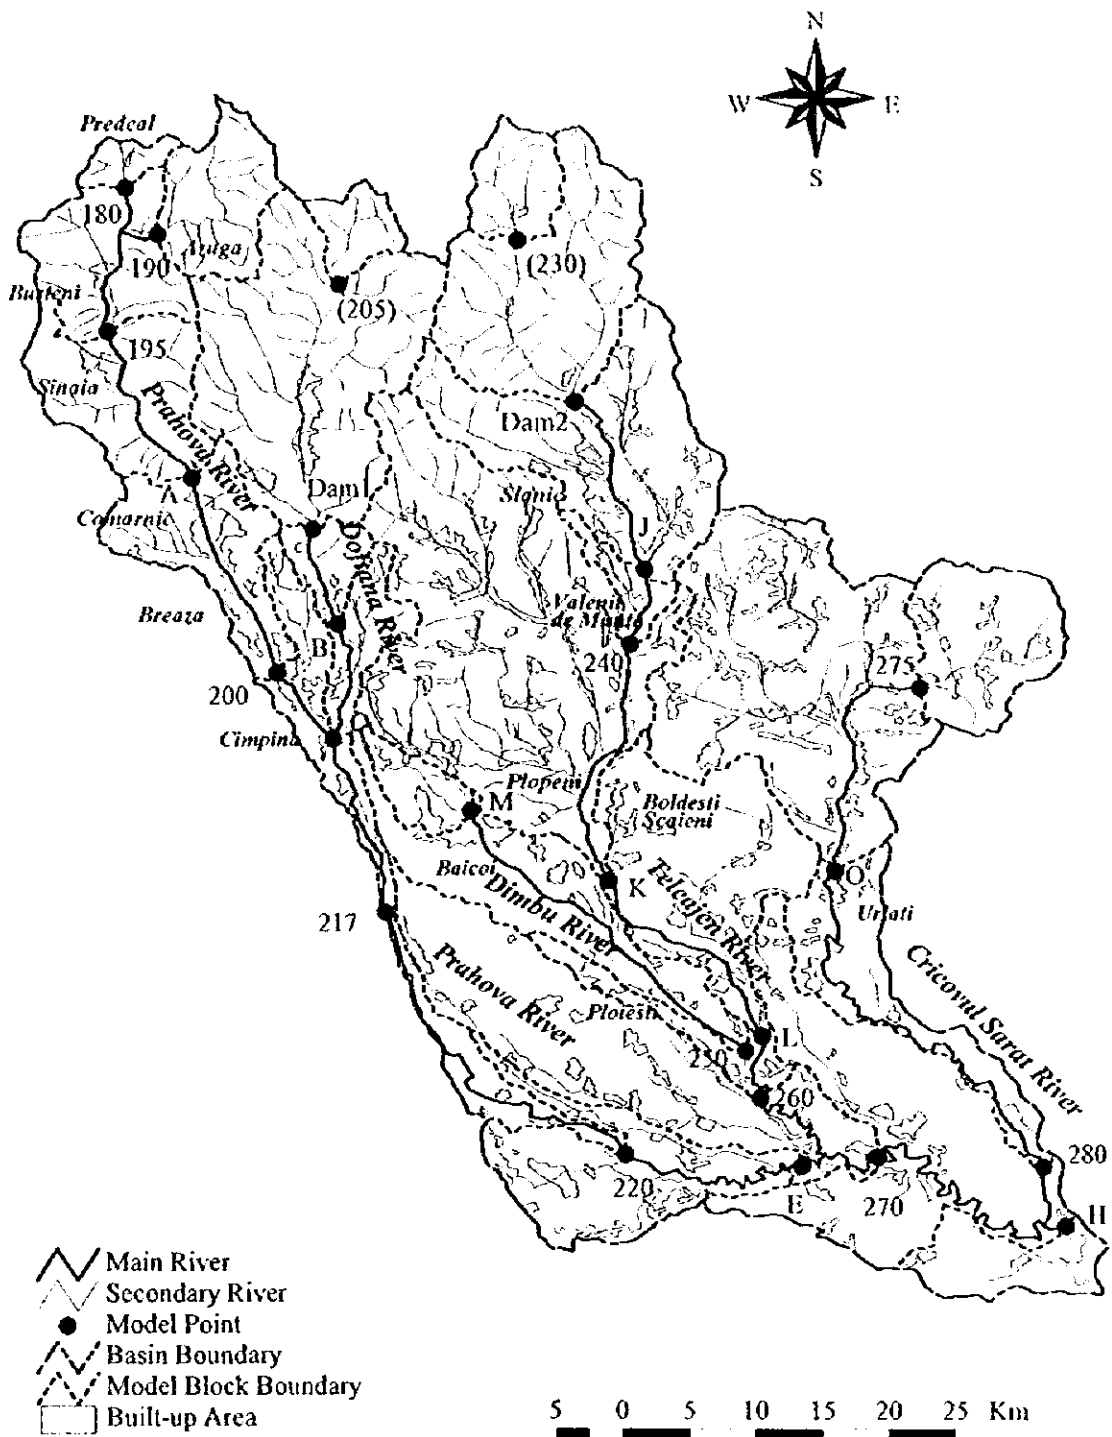 N
W E
S
Predeal
180
190
Azuga
(230)
(205)
Busteni
195
Sinaia
Prahova River
Dam2
A
Dam1
Slanic
Comarnic
J
Doftana River
Breaza
Valenii
de Munte
B
240
275
200
Cimpina
Plopeni
M
Boldesti
Scaieni
Baicoi
K
O
Dimbu River
Telcajen River
Urlati
217
Prahova River
Cricovul Sarat River
Ploiesti
L
250
260
280
220
E
270
H
Main River
Secondary River
Model Point
Basin Boundary
Model Block Boundary
Built-up Area
5 0 5 10 15 20 25 Km